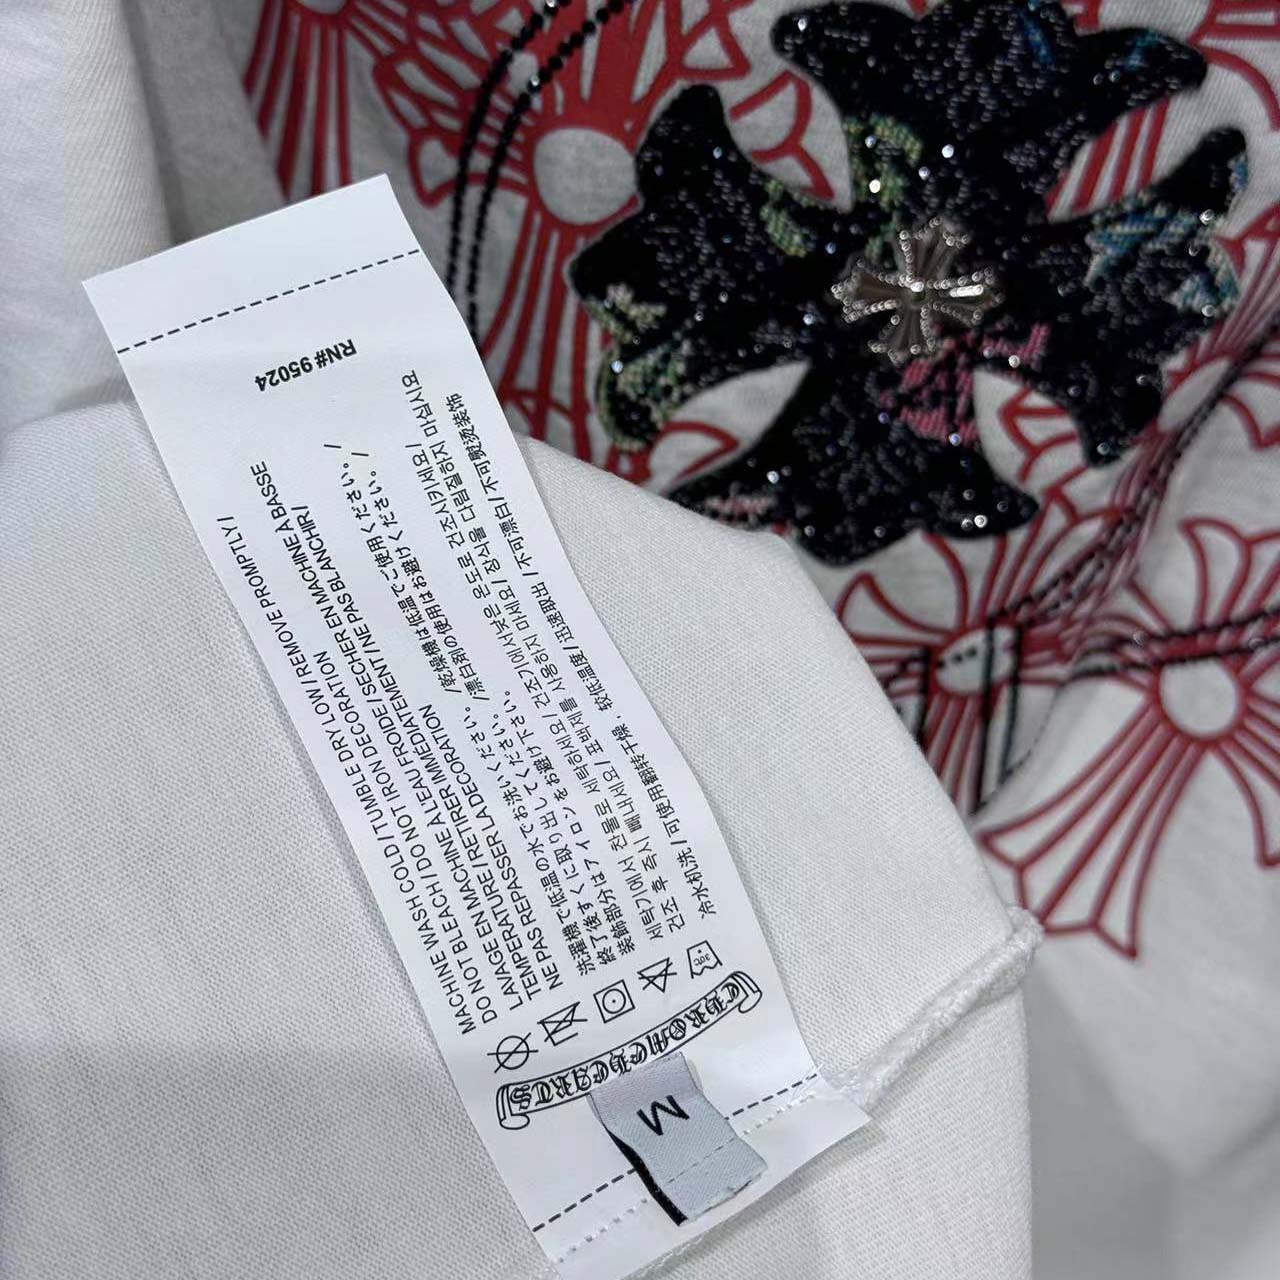 CHROME HEARTS
M
30C
MACHINE WASH COLD / TUMBLE DRY LOW / REMOVE PROMPTLY /
DO NOT BLEACH / DO NOT IRON DECORATION
LAVAGE EN MACHINE A L'EAU FROIDE / SECHER EN MACHINE A BASSE
TEMPERATURE / RETIRER IMMÉDIATEMENT / NE PAS BLANCHIR /
NE PAS REPASSER LA DECORATION
洗濯機で低温の水でお洗いください。 /乾燥機は低温でご使用ください。 /
終了後すぐに取り出してください。 /漂白剤の使用はお避けください。 /
装飾部分はアイロンをお避け下さい。
세탁기에서 찬물로 세탁하세요 / 건조기에서낮은 온도로 건조시키세요 /
건조 후 즉시 빼내세요 / 표백제를 사용하지 마세요 / 장식을 다림질하지 마십시요
冷水机洗 / 可使用翻转干燥，较低温度 / 迅速取出 / 不可漂白 / 不可熨烫装饰
RN# 95024